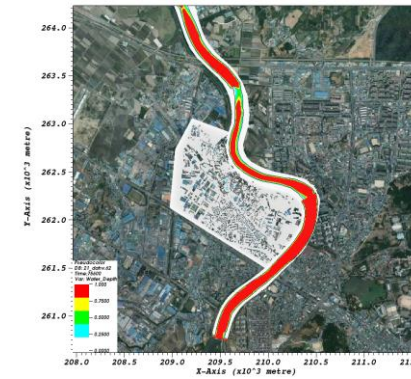 264.0
263.5
263.0
262.5
262.0
261.5
261.0
Y-Axis (x10^3 metre)
Pseudocolor
Var: Water_Depth
1.000
0.7500
0.5000
0.2500
0.0000
208.0 208.5 209.0 209.5 210.0 210.5 211.0
X-Axis (x10^3 metre)